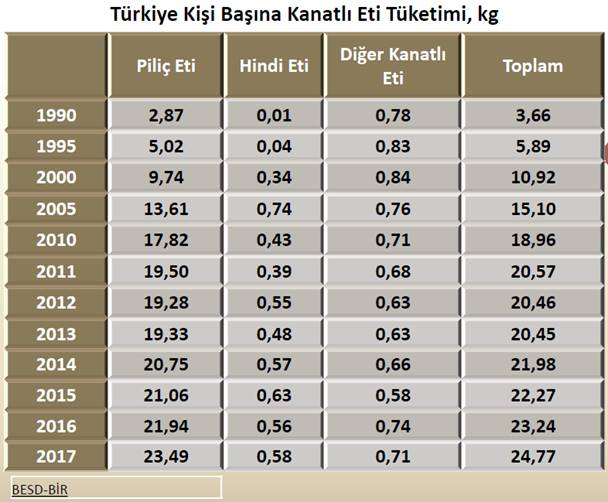 Türkiye Kişi Başına Kanatlı Eti Tüketimi, kg
Piliç Eti Hindi Eti Diğer Kanatlı Eti Toplam
1990 2,87 0,01 0,78 3,66
1995 5,02 0,04 0,83 5,89
2000 9,74 0,34 0,84 10,92
2005 13,61 0,74 0,76 15,10
2010 17,82 0,43 0,71 18,96
2011 19,50 0,39 0,68 20,57
2012 19,28 0,55 0,63 20,46
2013 19,33 0,48 0,63 20,45
2014 20,75 0,57 0,66 21,98
2015 21,06 0,63 0,58 22,27
2016 21,94 0,56 0,74 23,24
2017 23,49 0,58 0,71 24,77
BESD-BİR